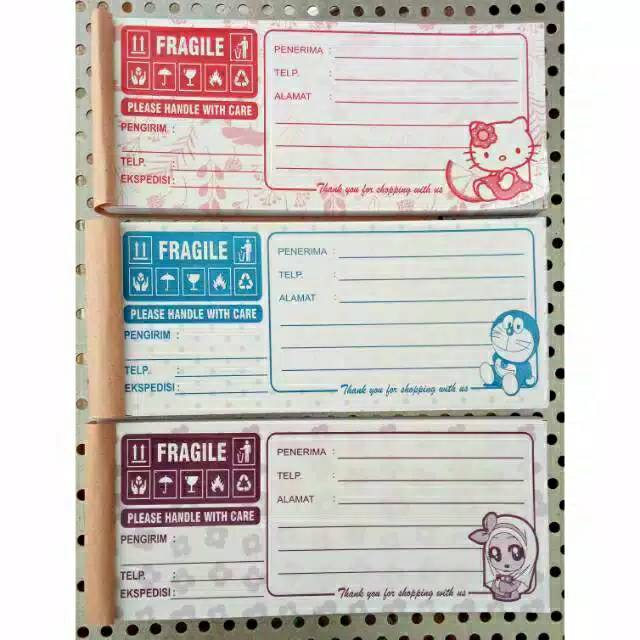 FRAGILE
PLEASE HANDLE WITH CARE
PENGIRIM :
TELP. :
EKSPEDISI :
PENERIMA :
TELP. :
ALAMAT :
Thank you for shopping with us
FRAGILE
PLEASE HANDLE WITH CARE
PENGIRIM :
TELP. :
EKSPEDISI :
PENERIMA :
TELP. :
ALAMAT :
Thank you for shopping with us
FRAGILE
PLEASE HANDLE WITH CARE
PENGIRIM :
TELP. :
EKSPEDISI :
PENERIMA :
TELP. :
ALAMAT :
Thank you for shopping with us